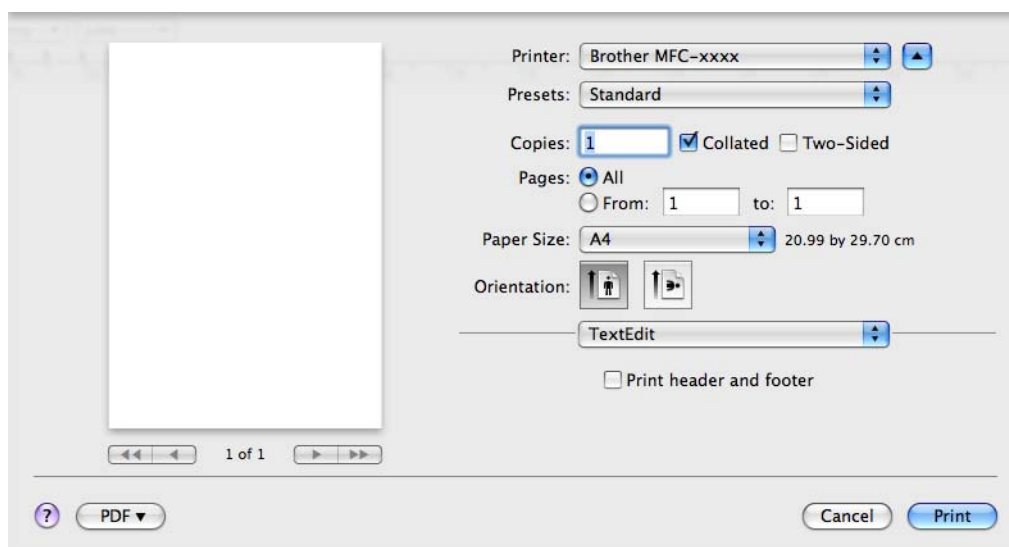 Printer: Brother MFC-xxxx
Presets: Standard
Copies: 1 Collated Two-Sided
Pages: All
From: 1 to: 1
Paper Size: A4 20.99 by 29.70 cm
Orientation:
TextEdit
Print header and footer
1 of 1
? PDF Cancel Print